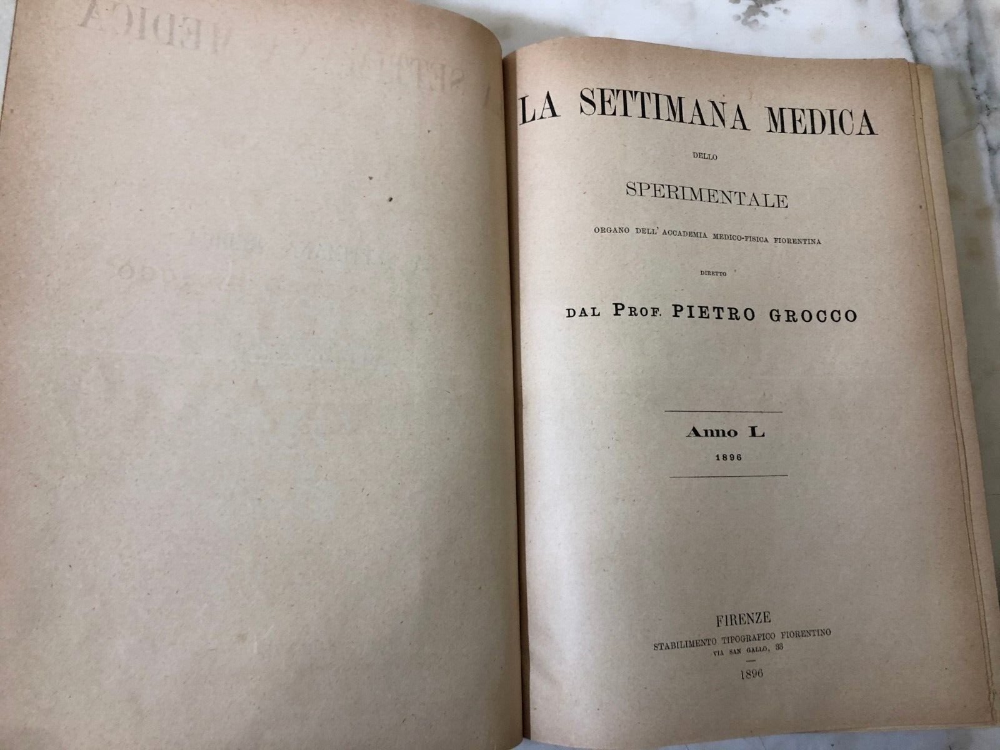 LA SETTIMANA MEDICA
DELLO
SPERIMENTALE
ORGANO DELL' ACCADEMIA MEDICO-FISICA FIORENTINA
DIRETTO
DAL PROF. PIETRO GROCCO
Anno L
1896
FIRENZE
STABILIMENTO TIPOGRAFICO FIORENTINO
VIA SAN GALLO, 33
1896